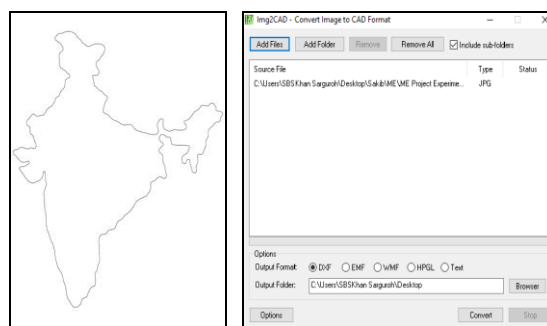 Img2CAD - Convert Image to CAD Format
Add Files Add Folder Remove Remove All Include sub-folders
Source File Type Status
C:\Users\SBSKhan Sarguroh\Desktop\Sakib\ME\ME Project Experime... JPG
Options
Output Format: DXF EMF WMF HPGL Text
Output Folder: C:\Users\SBSKhan Sarguroh\Desktop Browser
Options Convert Stop